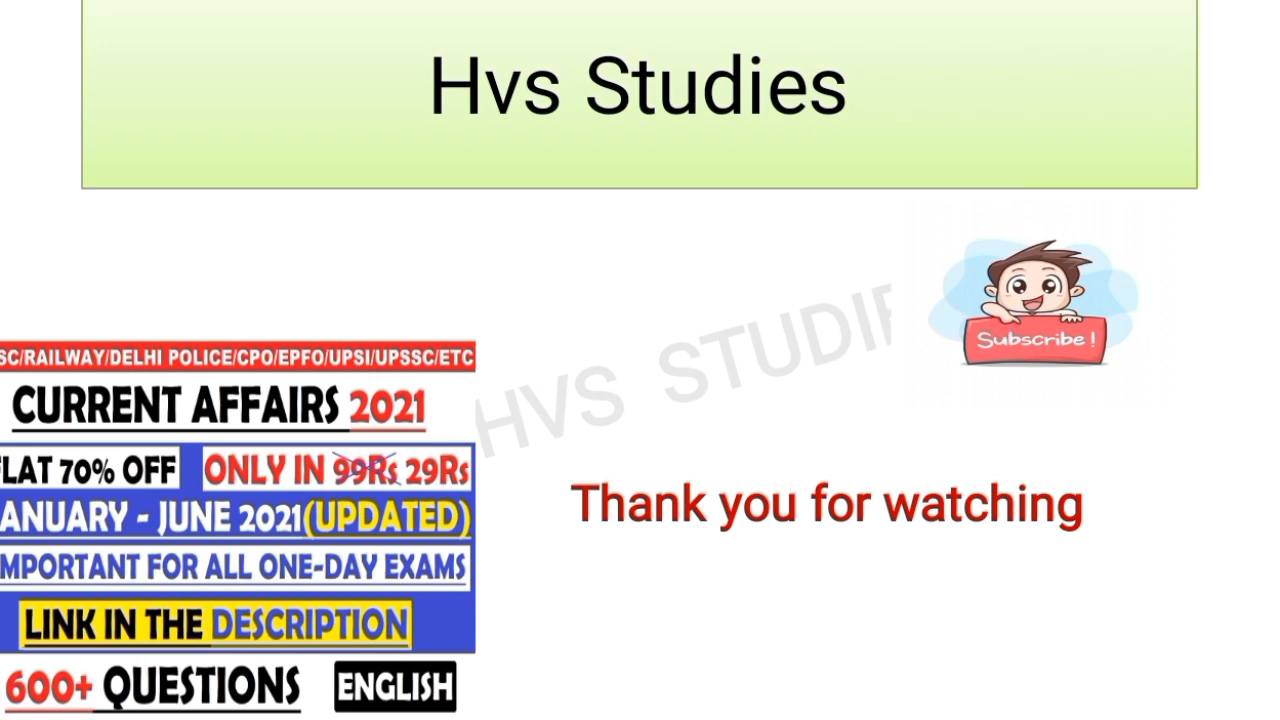 Hvs Studies
Subscribe !
HVS STUDIE
SC/RAILWAY/DELHI POLICE/CPO/EPFO/UPSI/UPSSC/ETC
CURRENT AFFAIRS 2021
FLAT 70% OFF ONLY IN 99Rs 29Rs
ANUARY - JUNE 2021(UPDATED)
MPORTANT FOR ALL ONE-DAY EXAMS
LINK IN THE DESCRIPTION
600+ QUESTIONS ENGLISH
Thank you for watching